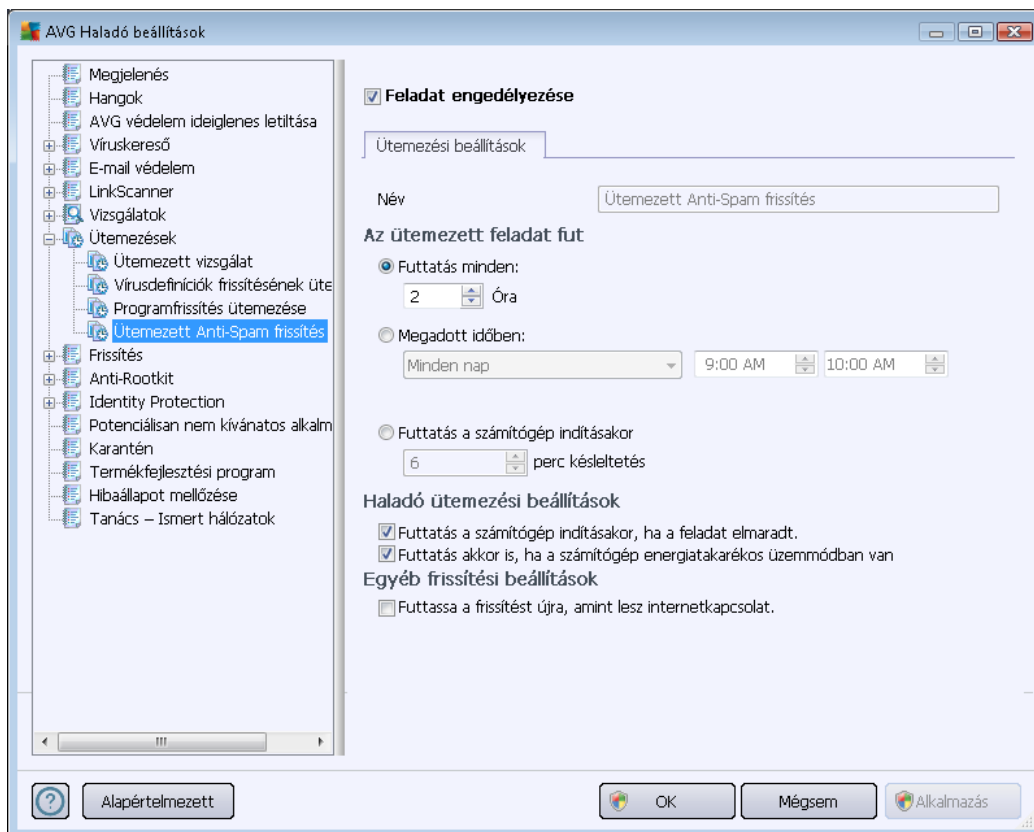 AVG Haladó beállítások
Megjelenés
Hangok
AVG védelem ideiglenes letiltása
Víruskereső
E-mail védelem
LinkScanner
Vizsgálatok
Ütemezések
Ütemezett vizsgálat
Vírusdefiníciók frissítésének üte
Programfrissítés ütemezése
Ütemezett Anti-Spam frissítés
Frissítés
Anti-Rootkit
Identity Protection
Potenciálisan nem kívánatos alkalm
Karantén
Termékfejlesztési program
Hibaállapot mellőzése
Tanács – Ismert hálózatok
Feladat engedélyezése
Ütemezési beállítások
Név Ütemezett Anti-Spam frissítés
Az ütemezett feladat fut
Futtatás minden:
2 Óra
Megadott időben:
Minden nap 9:00 AM 10:00 AM
Futtatás a számítógép indításakor
6 perc késleltetés
Haladó ütemezési beállítások
Futtatás a számítógép indításakor, ha a feladat elmaradt.
Futtatás akkor is, ha a számítógép energiatakarékos üzemmódban van
Egyéb frissítési beállítások
Futtassa a frissítést újra, amint lesz internetkapcsolat.
? Alapértelmezett OK Mégsem Alkalmazás